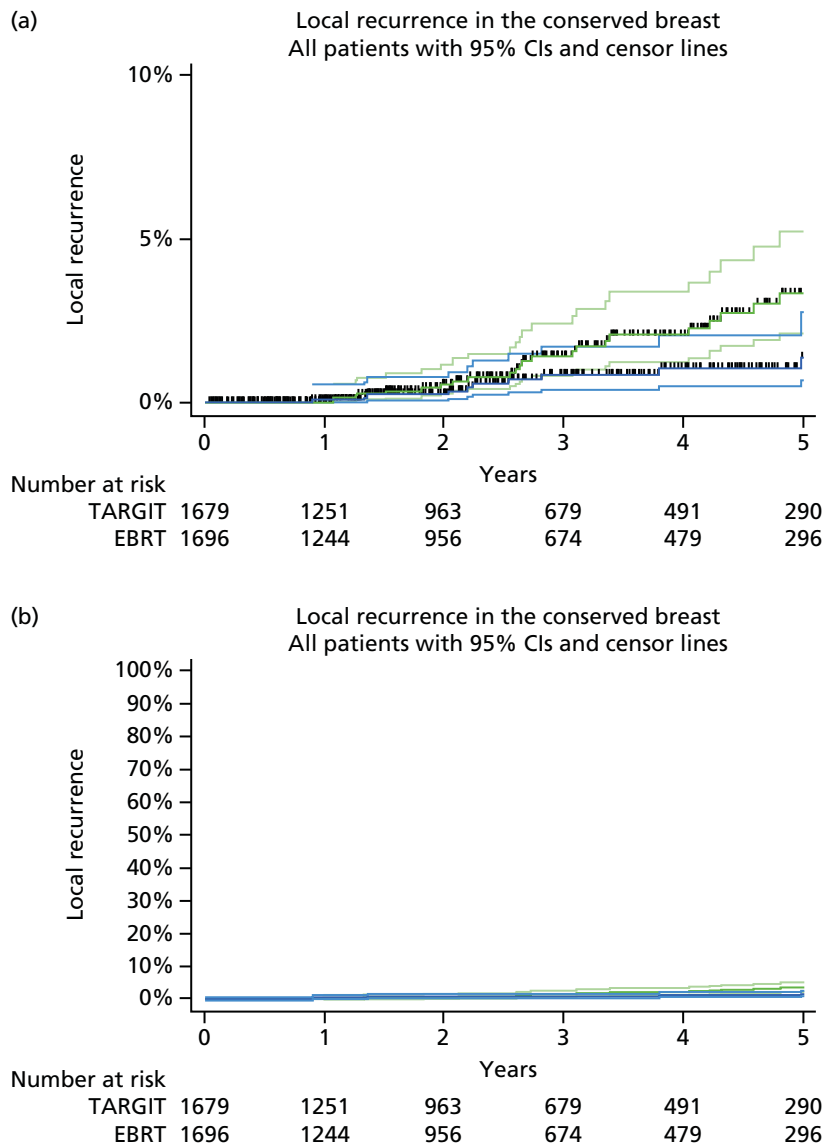 (a)
Local recurrence in the conserved breast
All patients with 95% CIs and censor lines
10%
5%
0%
Local recurrence
0 1 2 3 4 5
Years
Number at risk
TARGIT 1679 1251 963 679 491 290
EBRT 1696 1244 956 674 479 296
(b)
Local recurrence in the conserved breast
All patients with 95% CIs and censor lines
100%
90%
80%
70%
60%
50%
40%
30%
20%
10%
0%
Local recurrence
0 1 2 3 4 5
Years
Number at risk
TARGIT 1679 1251 963 679 491 290
EBRT 1696 1244 956 674 479 296